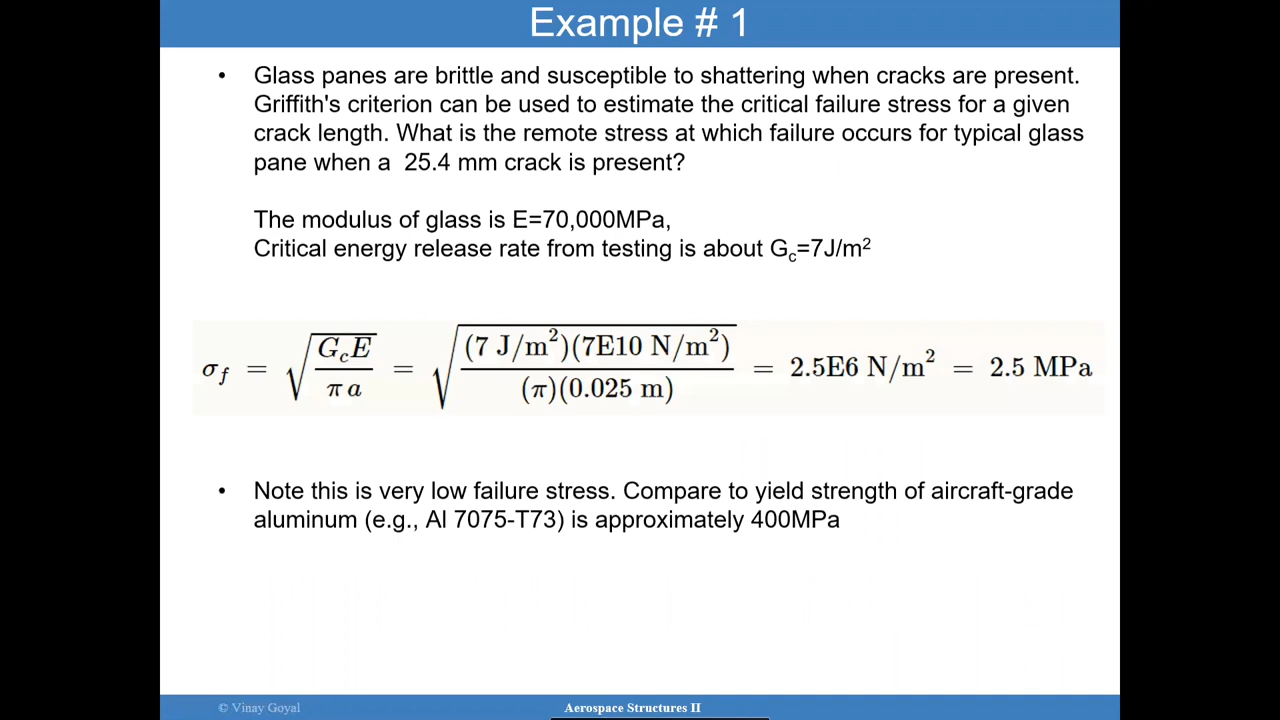 Example # 1
• Glass panes are brittle and susceptible to shattering when cracks are present.
Griffith's criterion can be used to estimate the critical failure stress for a given
crack length. What is the remote stress at which failure occurs for typical glass
pane when a 25.4 mm crack is present?
The modulus of glass is E=70,000MPa,
Critical energy release rate from testing is about G_c=7J/m²
σ_f = √(G_cE / π a) = √((7 J/m²)(7E10 N/m²) / (π)(0.025 m)) = 2.5E6 N/m² = 2.5 MPa
• Note this is very low failure stress. Compare to yield strength of aircraft-grade
aluminum (e.g., Al 7075-T73) is approximately 400MPa
© Vinay Goyal
Aerospace Structures II